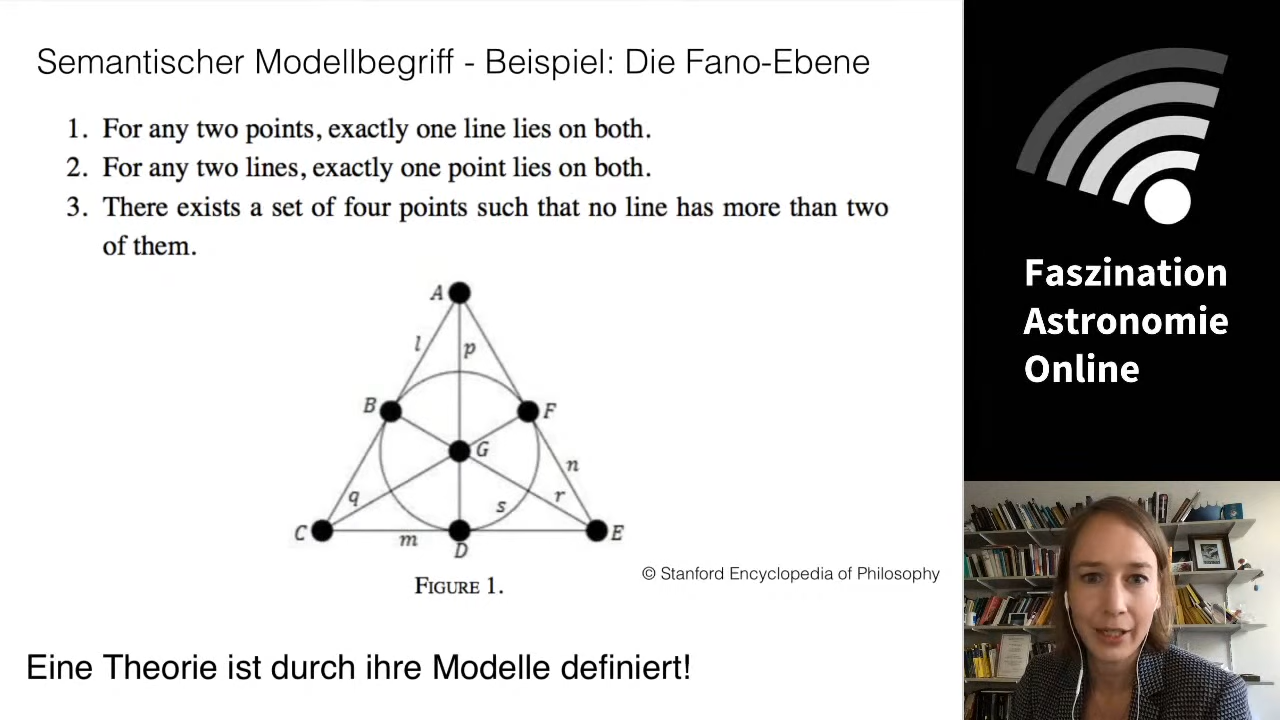 Semantischer Modellbegriff - Beispiel: Die Fano-Ebene
1. For any two points, exactly one line lies on both.
2. For any two lines, exactly one point lies on both.
3. There exists a set of four points such that no line has more than two
of them.
A
l
p
B
F
G
n
q
s
r
C
m
D
E
FIGURE 1.
© Stanford Encyclopedia of Philosophy
Eine Theorie ist durch ihre Modelle definiert!
Faszination
Astronomie
Online